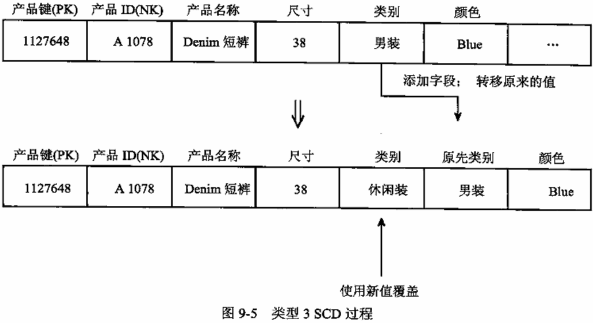 产品键(PK) 产品 ID(NK) 产品名称 尺寸 类别 颜色
1127648 A 1078 Denim 短裤 38 男装 Blue …
添加字段； 转移原来的值
产品键(PK) 产品 ID(NK) 产品名称 尺寸 类别 原先类别 颜色
1127648 A 1078 Denim 短裤 38 休闲装 男装 Blue
使用新值覆盖
图 9-5 类型 3 SCD 过程